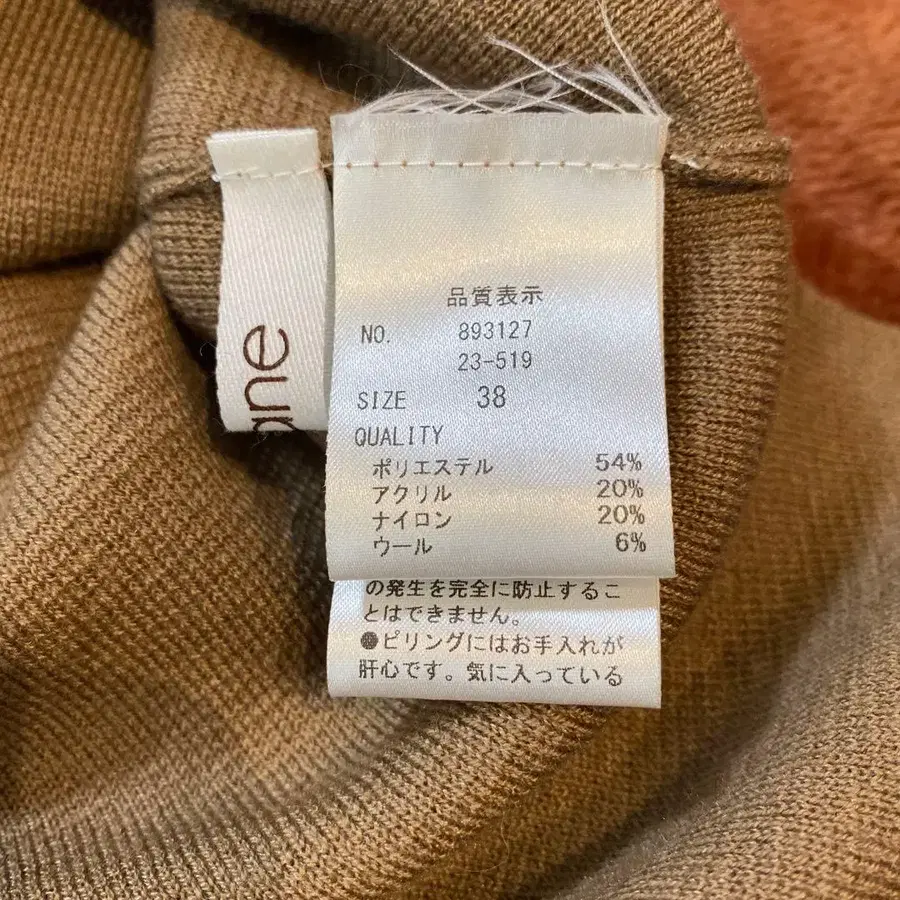 ane
品質表示
NO. 893127
23-519
SIZE 38
QUALITY
ポリエステル 54%
アクリル 20%
ナイロン 20%
ウール 6%
の発生を完全に防止するこ
とはできません。
●ピリングにはお手入れが
肝心です。気に入っている